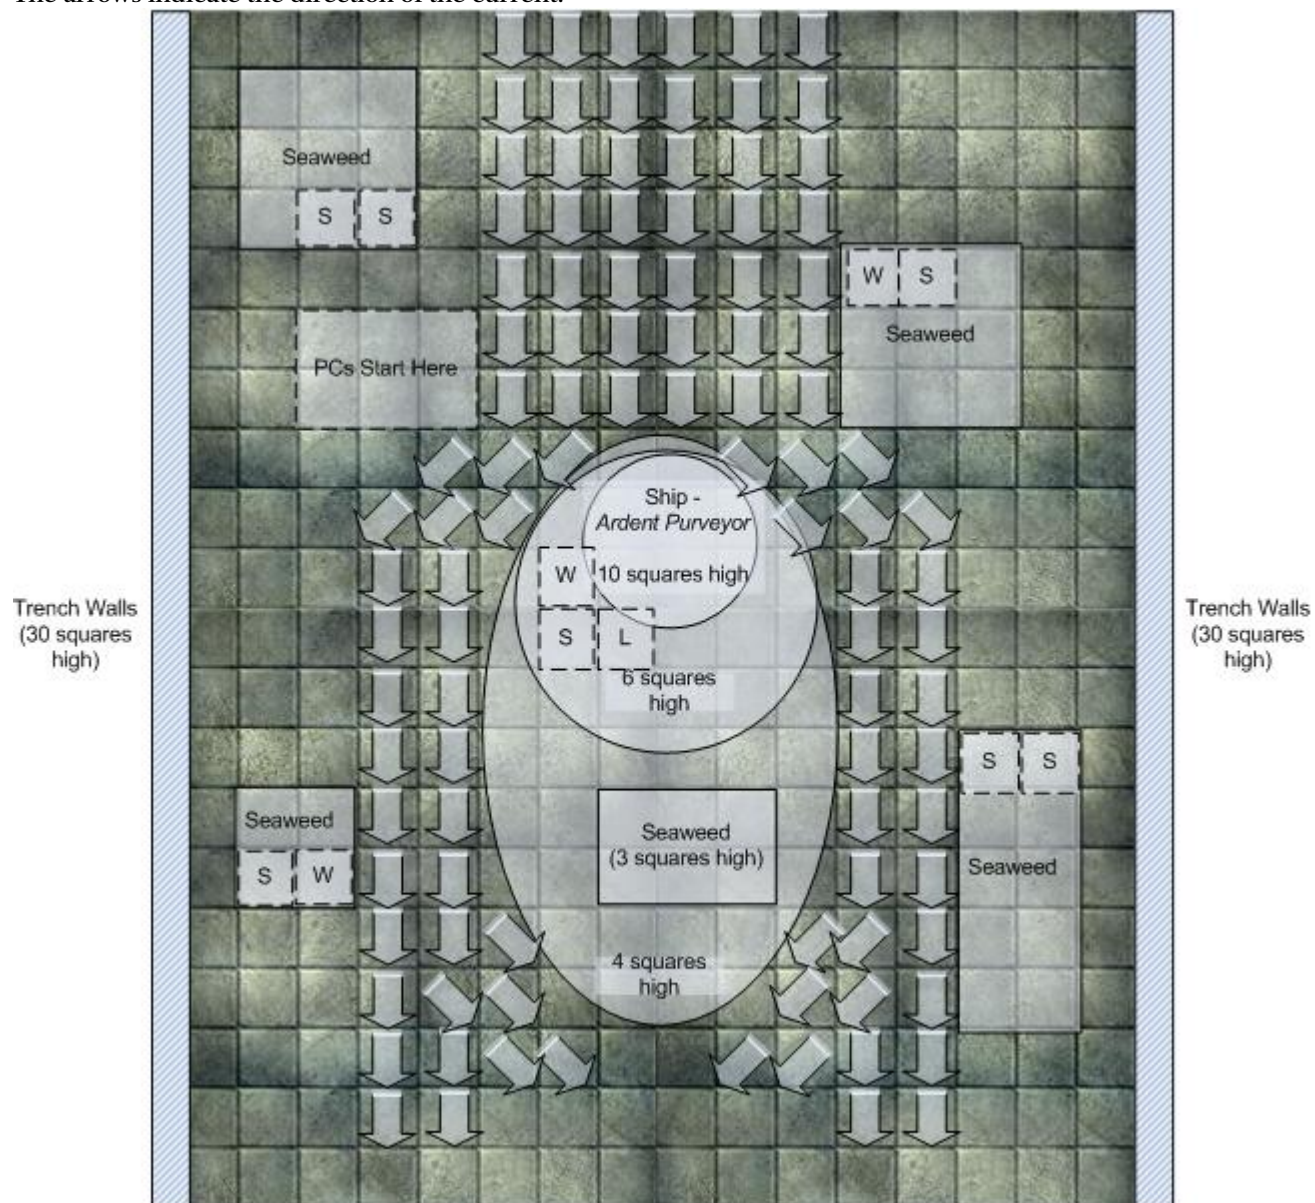 The arrows indicate the direction of the current.
Seaweed
S S
W S
Seaweed
PCs Start Here
Ship -
Ardent Purveyor
W
10 squares high
Trench Walls
(30 squares
high)
Trench Walls
(30 squares
high)
S L
6 squares
high
S S
Seaweed
Seaweed
(3 squares high)
S W
Seaweed
4 squares
high